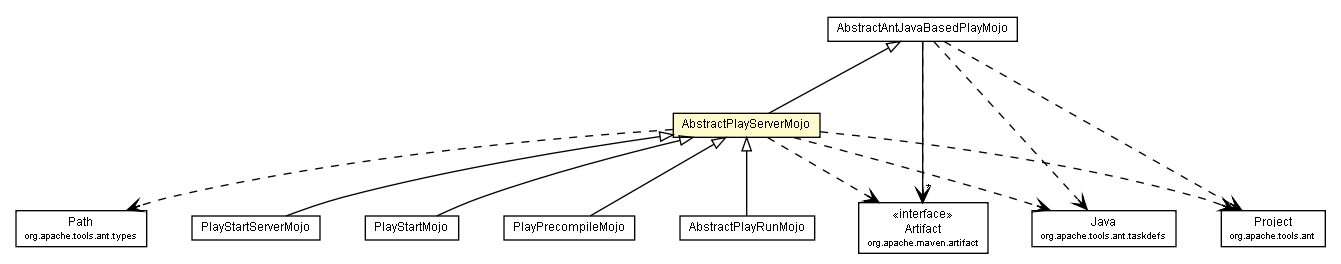 AbstractAntJavaBasedPlayMojo
AbstractPlayServerMojo
*
Path
org.apache.tools.ant.types
PlayStartServerMojo
PlayStartMojo
PlayPrecompileMojo
AbstractPlayRunMojo
«interface»
Artifact
org.apache.maven.artifact
Java
org.apache.tools.ant.taskdefs
Project
org.apache.tools.ant